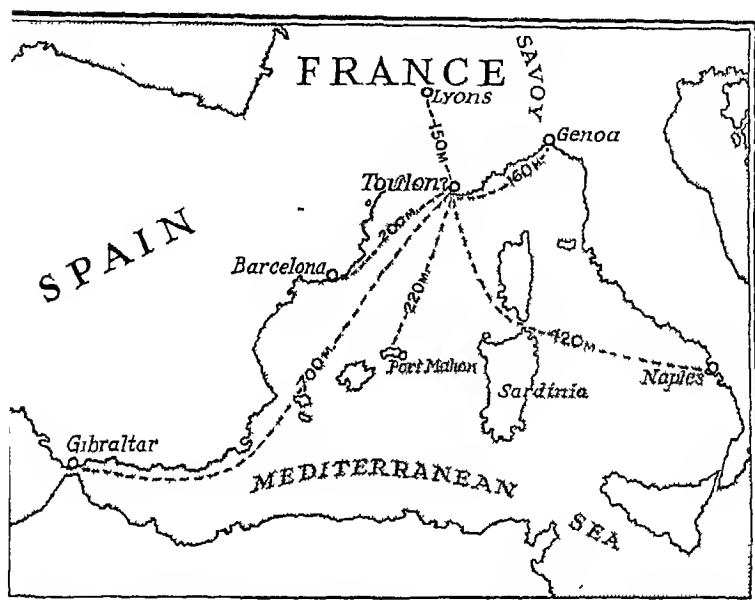 FRANCE
SAVOY
Lyons
150M
Genoa
Toulon
160M
200M.
SPAIN
Barcelona
220M.
700M.
420M.
Port Mahon
Naples
Sardinia
Gibraltar
MEDITERRANEAN
SEA